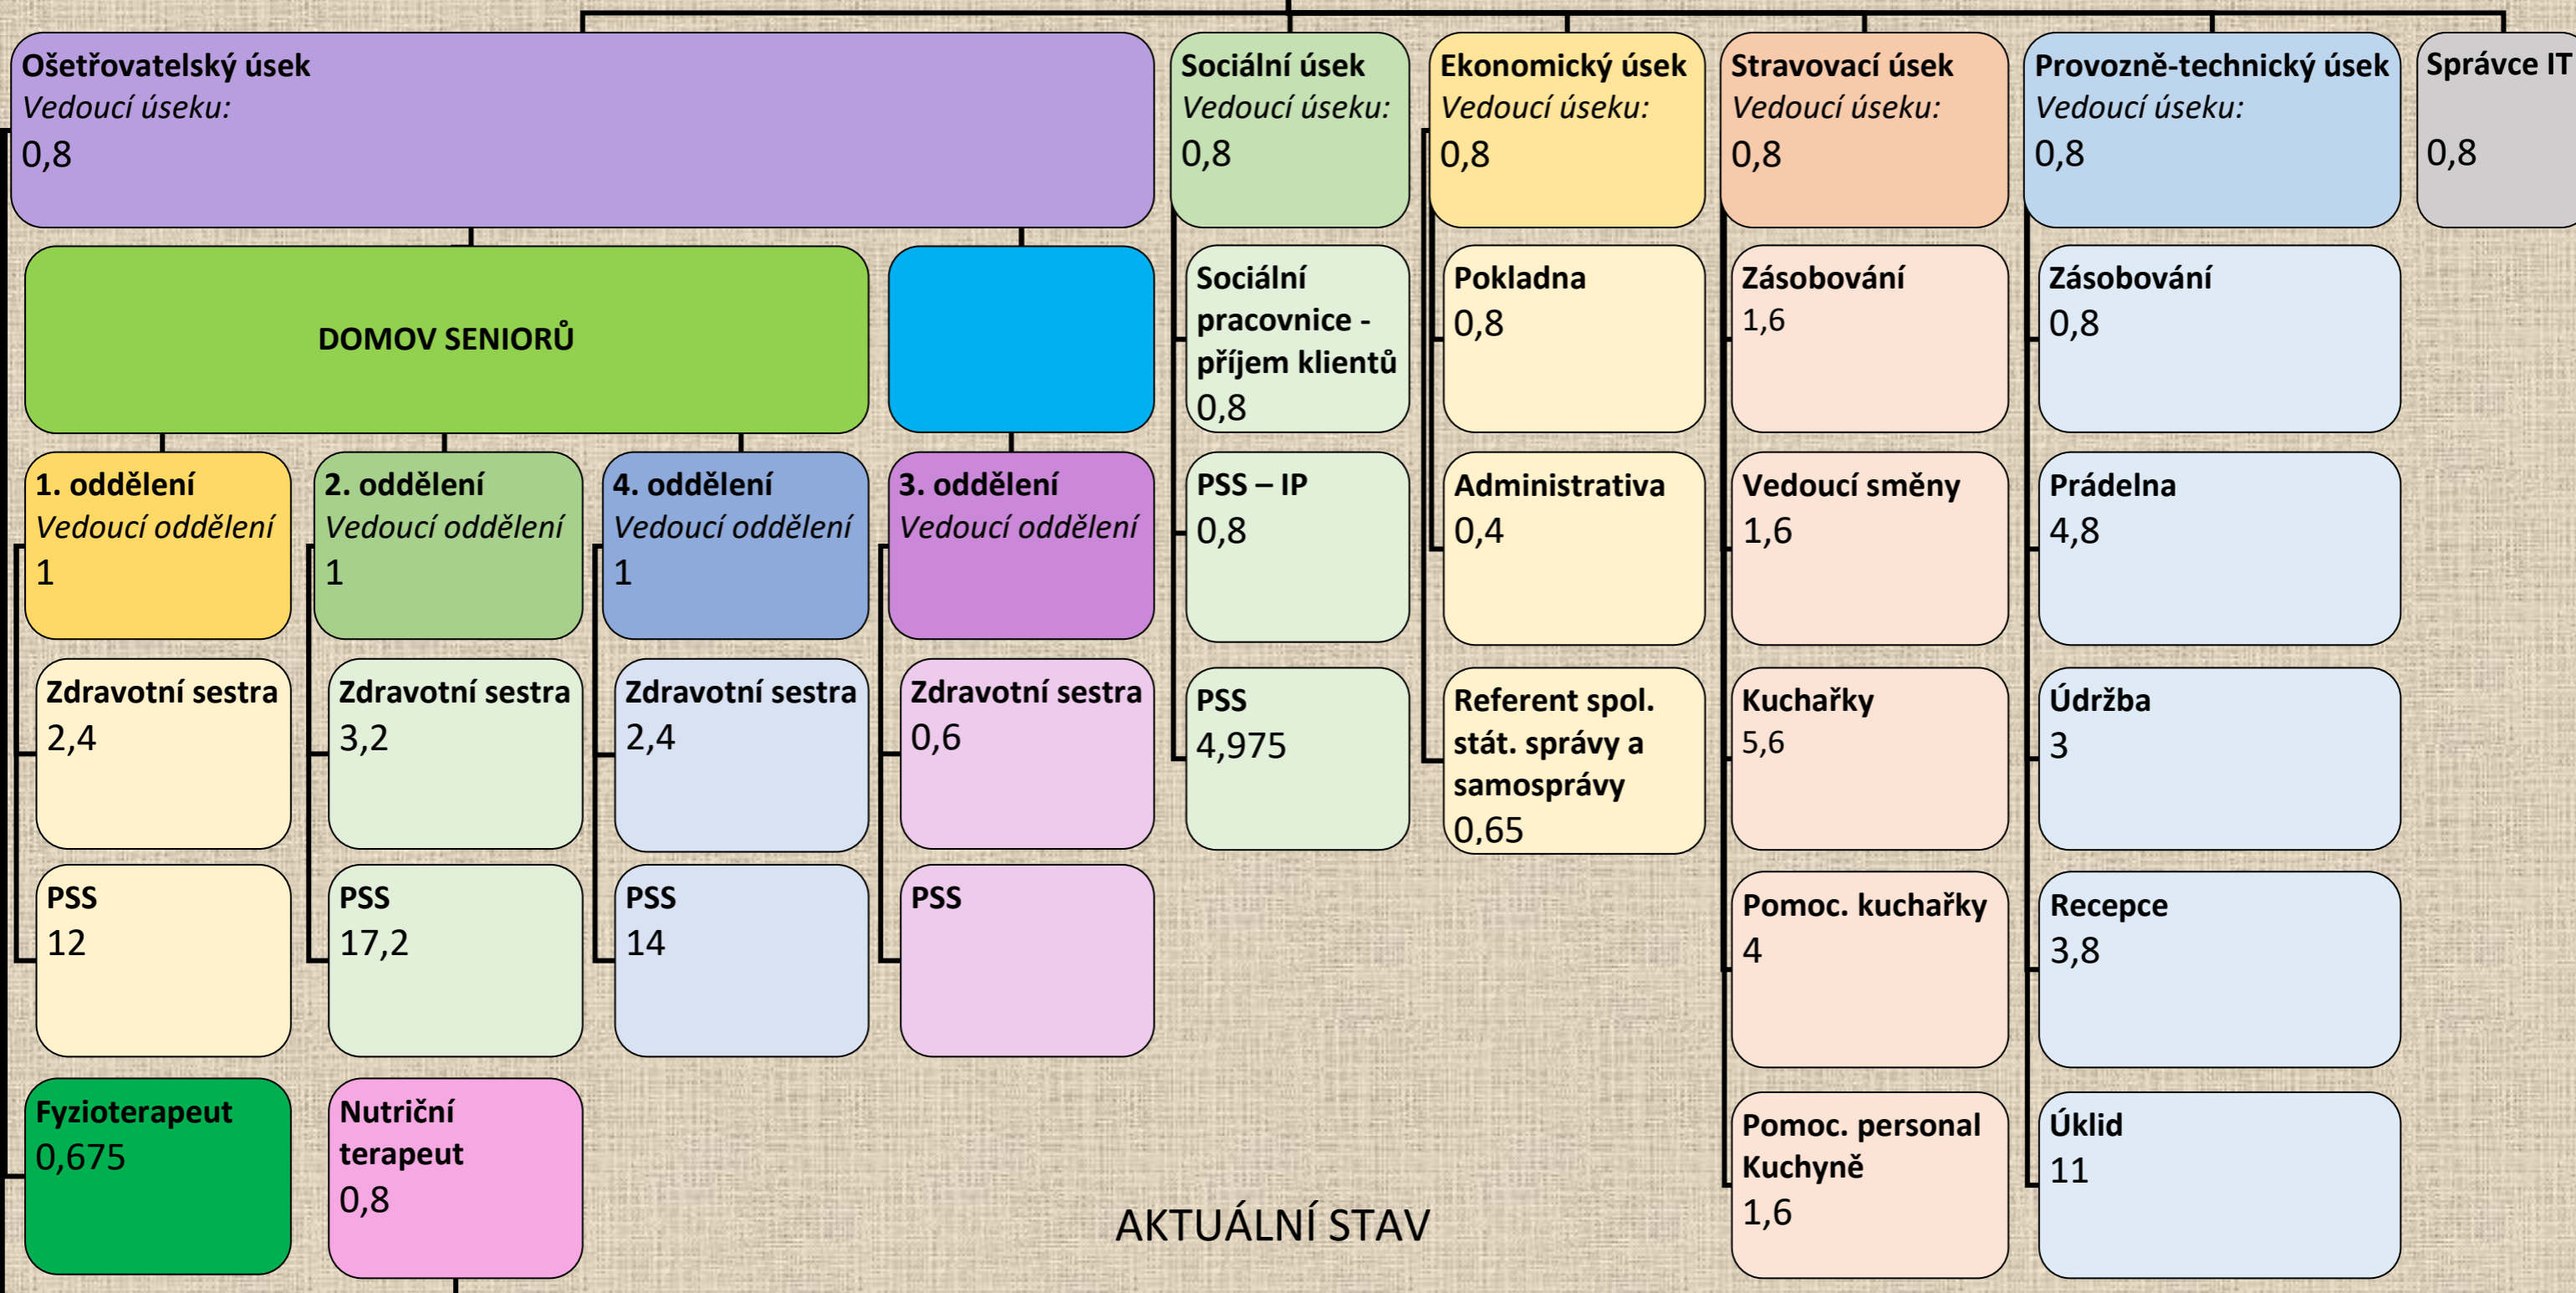 Ošetřovatelský úsek
Vedoucí úseku:
0,8
Sociální úsek
Vedoucí úseku:
0,8
Ekonomický úsek
Vedoucí úseku:
0,8
Stravovací úsek
Vedoucí úseku:
0,8
Provozně-technický úsek
Vedoucí úseku:
0,8
Správce IT
0,8
DOMOV SENIORŮ
1. oddělení
Vedoucí oddělení
1
Zdravotní sestra
2,4
PSS
12
2. oddělení
Vedoucí oddělení
1
Zdravotní sestra
3,2
PSS
17,2
4. oddělení
Vedoucí oddělení
1
Zdravotní sestra
2,4
PSS
14
3. oddělení
Vedoucí oddělení
Zdravotní sestra
0,6
PSS
Fyzioterapeut
0,675
Nutriční
terapeut
0,8
Sociální
pracovnice -
příjem klientů
0,8
PSS – IP
0,8
PSS
4,975
Pokladna
0,8
Administrativa
0,4
Referent spol.
stát. správy a
samosprávy
0,65
Zásobování
1,6
Vedoucí směny
1,6
Kuchařky
5,6
Pomoc. kuchařky
4
Pomoc. personal
Kuchyně
1,6
Zásobování
0,8
Prádelna
4,8
Údržba
3
Recepce
3,8
Úklid
11
AKTUÁLNÍ STAV